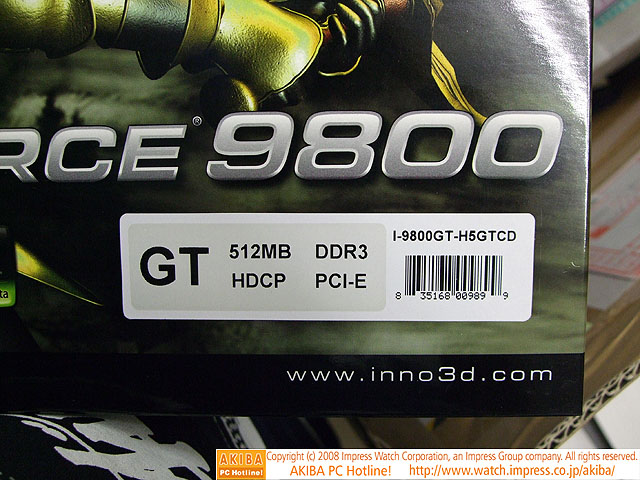 RCE® 9800
GT 512MB DDR3
HDCP PCI-E
I-9800GT-H5GTCD
8 35168 00989 9
ta
www.inno3d.com
AKIBA PC Hotline!
Copyright (c) 2008 Impress Watch Corporation, an Impress Group company. All rights reserved.
AKIBA PC Hotline! http://www.watch.impress.co.jp/akiba/